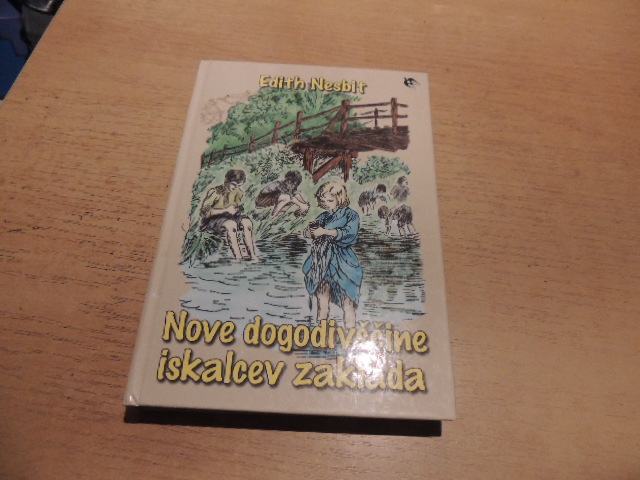 Edith Nesbit
Nove dogodivščine
iskalcev zaklada